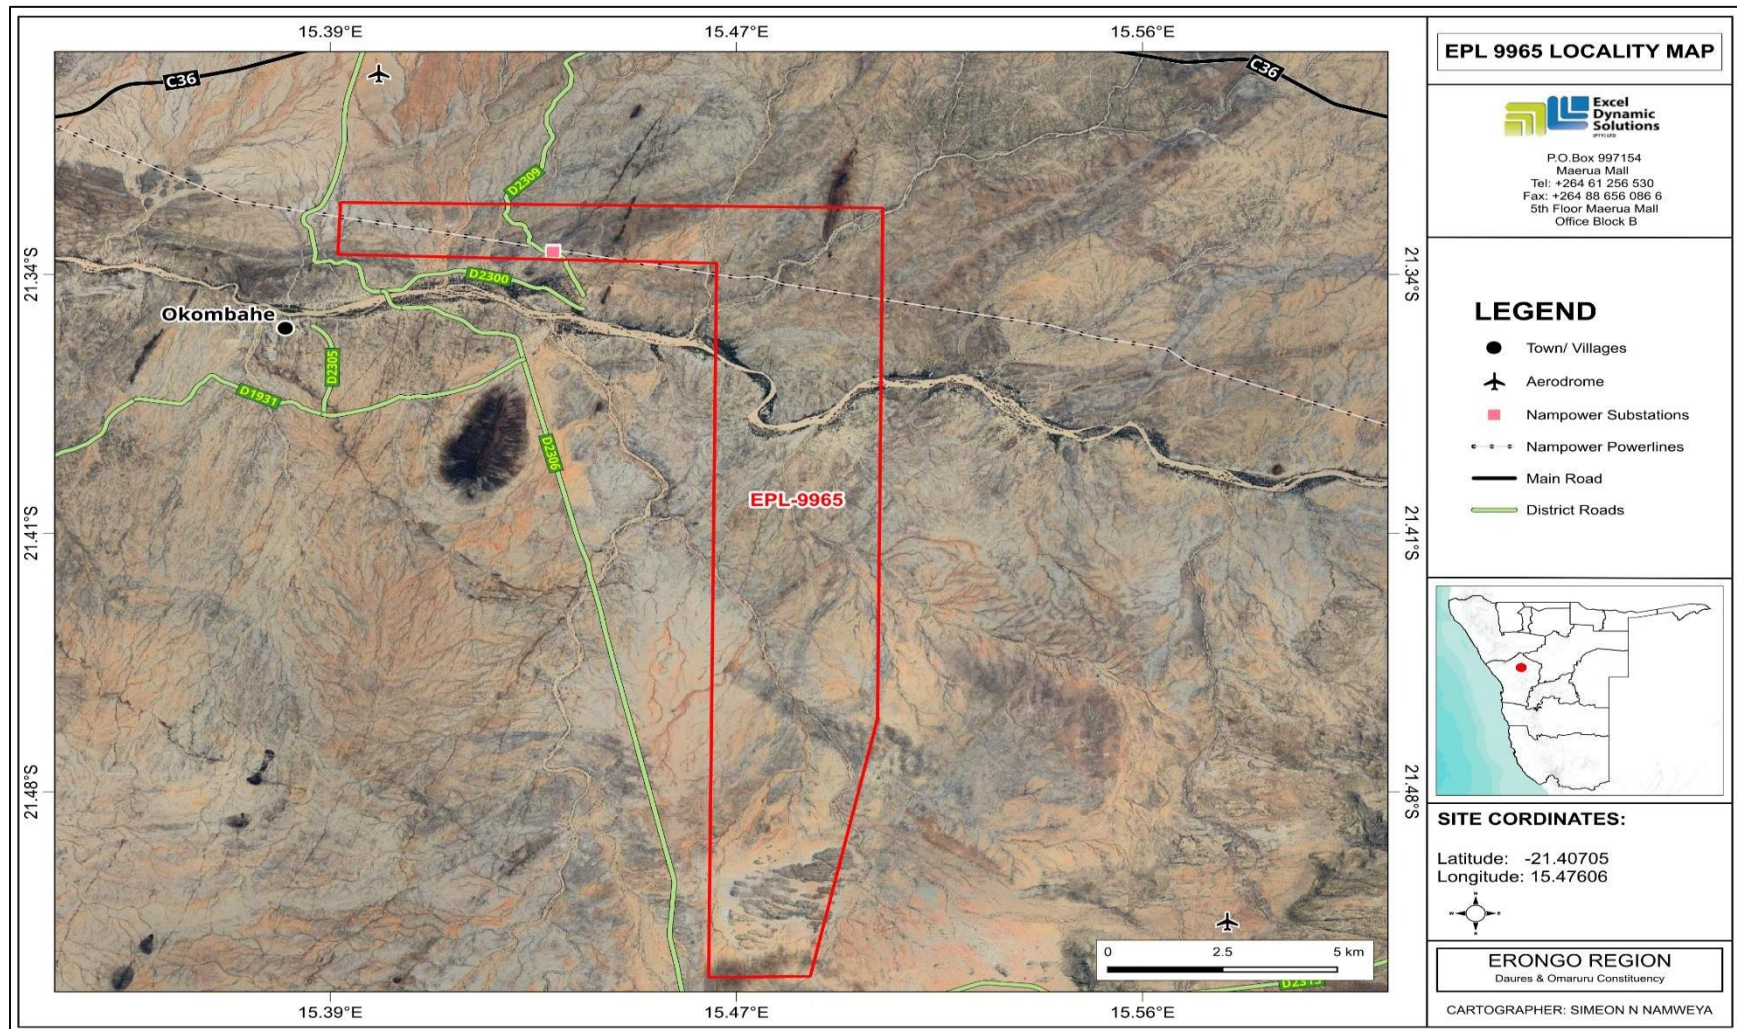 15.39°E
15.47°E
15.56°E
C36
C36
D2309
21.34°S
21.34°S
D2300
Okombahe
D2305
D1931
D2306
EPL-9965
21.41°S
21.41°S
21.48°S
21.48°S
0 2.5 5 km
D2315
15.39°E
15.47°E
15.56°E
EPL 9965 LOCALITY MAP
Excel
Dynamic
Solutions
(PTY) LTD
P.O.Box 997154
Maerua Mall
Tel: +264 61 256 530
Fax: +264 88 656 086 6
5th Floor Maerua Mall
Office Block B
LEGEND
Town/ Villages
Aerodrome
Nampower Substations
Nampower Powerlines
Main Road
District Roads
SITE CORDINATES:
Latitude: -21.40705
Longitude: 15.47606
N
W E
S
ERONGO REGION
Daures & Omaruru Constituency
CARTOGRAPHER: SIMEON N NAMWEYA